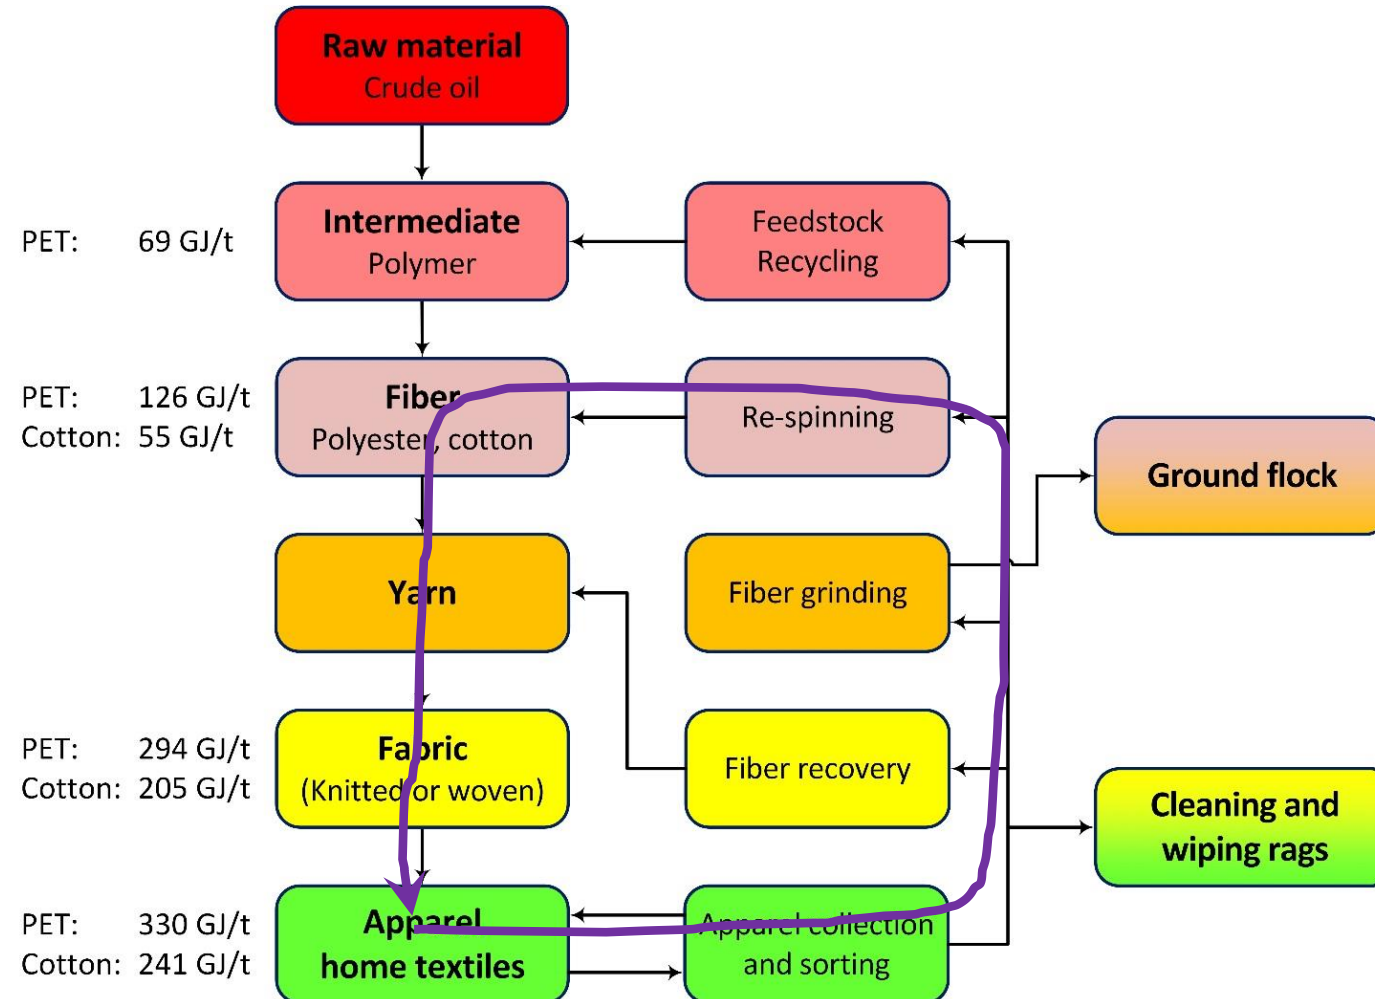 Raw material
Crude oil
PET: 69 GJ/t
Intermediate
Polymer
Feedstock
Recycling
PET: 126 GJ/t
Cotton: 55 GJ/t
Fiber
Polyester, cotton
Re-spinning
Ground flock
Yarn
Fiber grinding
PET: 294 GJ/t
Cotton: 205 GJ/t
Fabric
(Knitted or woven)
Fiber recovery
Cleaning and
wiping rags
PET: 330 GJ/t
Cotton: 241 GJ/t
Apparel
home textiles
Apparel collection
and sorting